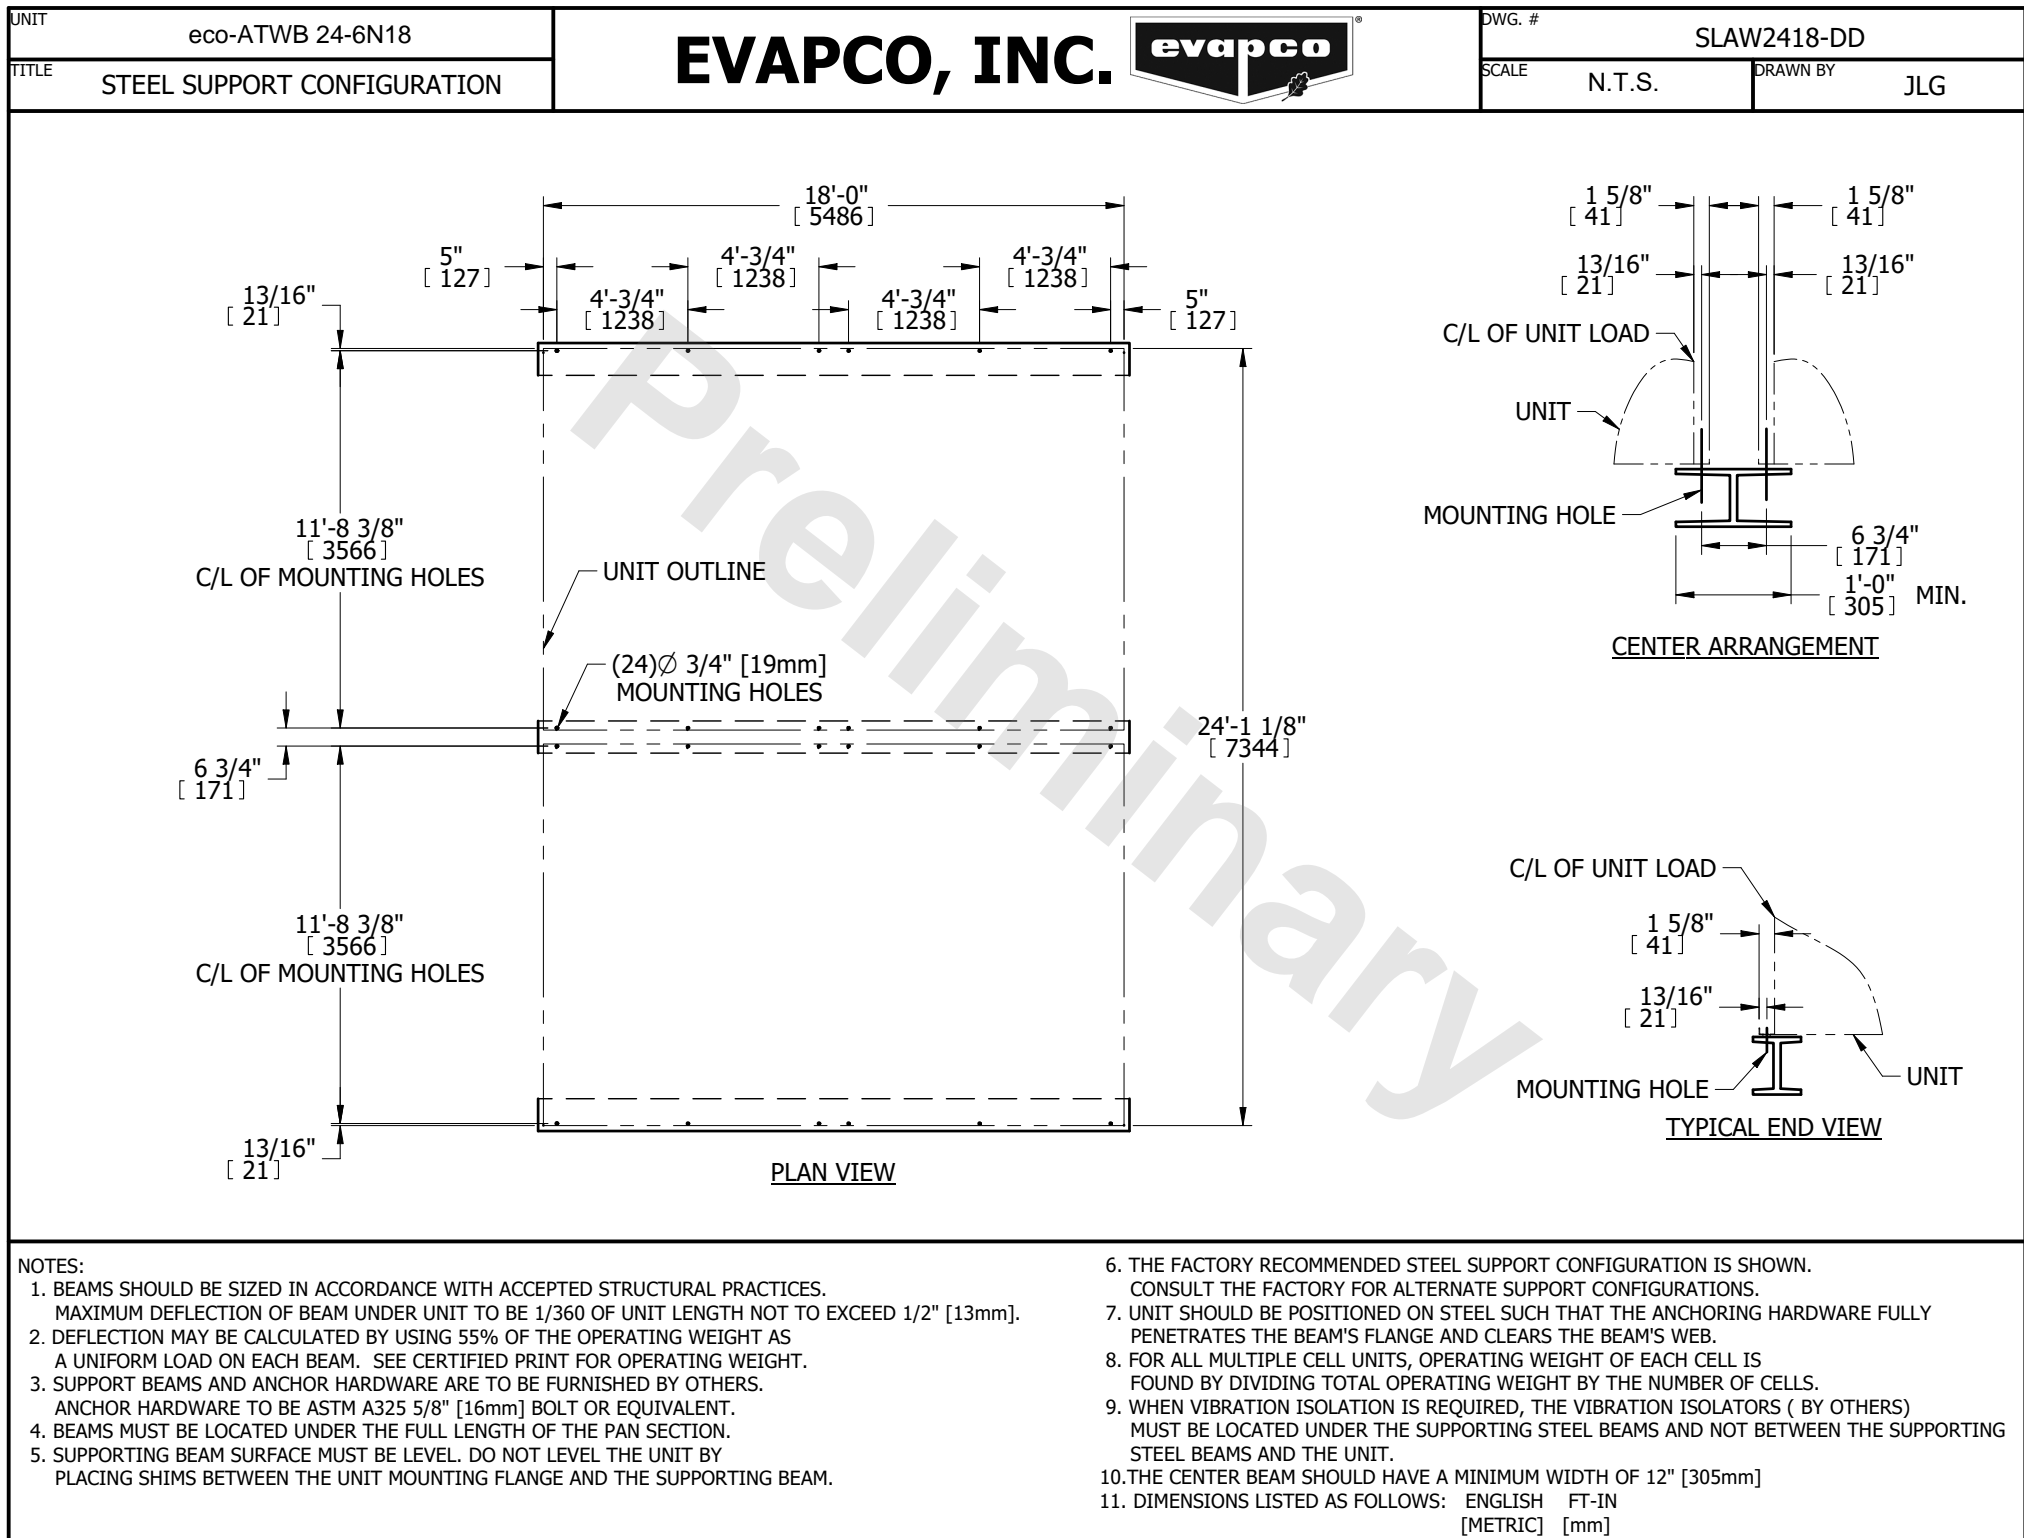 UNIT
eco-ATWB 24-6N18
TITLE
STEEL SUPPORT CONFIGURATION
EVAPCO, INC.
evapco
®
DWG. #
SLAW2418-DD
SCALE
N.T.S.
DRAWN BY
JLG
18'-0"
[ 5486]
5"
[ 127]
4'-3/4"
[ 1238]
4'-3/4"
[ 1238]
4'-3/4"
[ 1238]
4'-3/4"
[ 1238]
5"
[ 127]
13/16"
[ 21]
11'-8 3/8"
[ 3566]
C/L OF MOUNTING HOLES
UNIT OUTLINE
(24)∅ 3/4" [19mm]
MOUNTING HOLES
6 3/4"
[ 171]
24'-1 1/8"
[ 7344]
11'-8 3/8"
[ 3566]
C/L OF MOUNTING HOLES
13/16"
[ 21]
PLAN VIEW
Preliminary
1 5/8"
[ 41]
1 5/8"
[ 41]
13/16"
[ 21]
13/16"
[ 21]
C/L OF UNIT LOAD
UNIT
MOUNTING HOLE
6 3/4"
[ 171]
1'-0"
[ 305]
MIN.
CENTER ARRANGEMENT
C/L OF UNIT LOAD
1 5/8"
[ 41]
13/16"
[ 21]
MOUNTING HOLE
UNIT
TYPICAL END VIEW
NOTES:
1. BEAMS SHOULD BE SIZED IN ACCORDANCE WITH ACCEPTED STRUCTURAL PRACTICES.
MAXIMUM DEFLECTION OF BEAM UNDER UNIT TO BE 1/360 OF UNIT LENGTH NOT TO EXCEED 1/2" [13mm].
2. DEFLECTION MAY BE CALCULATED BY USING 55% OF THE OPERATING WEIGHT AS
A UNIFORM LOAD ON EACH BEAM. SEE CERTIFIED PRINT FOR OPERATING WEIGHT.
3. SUPPORT BEAMS AND ANCHOR HARDWARE ARE TO BE FURNISHED BY OTHERS.
ANCHOR HARDWARE TO BE ASTM A325 5/8" [16mm] BOLT OR EQUIVALENT.
4. BEAMS MUST BE LOCATED UNDER THE FULL LENGTH OF THE PAN SECTION.
5. SUPPORTING BEAM SURFACE MUST BE LEVEL. DO NOT LEVEL THE UNIT BY
PLACING SHIMS BETWEEN THE UNIT MOUNTING FLANGE AND THE SUPPORTING BEAM.
6. THE FACTORY RECOMMENDED STEEL SUPPORT CONFIGURATION IS SHOWN.
CONSULT THE FACTORY FOR ALTERNATE SUPPORT CONFIGURATIONS.
7. UNIT SHOULD BE POSITIONED ON STEEL SUCH THAT THE ANCHORING HARDWARE FULLY
PENETRATES THE BEAM'S FLANGE AND CLEARS THE BEAM'S WEB.
8. FOR ALL MULTIPLE CELL UNITS, OPERATING WEIGHT OF EACH CELL IS
FOUND BY DIVIDING TOTAL OPERATING WEIGHT BY THE NUMBER OF CELLS.
9. WHEN VIBRATION ISOLATION IS REQUIRED, THE VIBRATION ISOLATORS ( BY OTHERS)
MUST BE LOCATED UNDER THE SUPPORTING STEEL BEAMS AND NOT BETWEEN THE SUPPORTING
STEEL BEAMS AND THE UNIT.
10.THE CENTER BEAM SHOULD HAVE A MINIMUM WIDTH OF 12" [305mm]
11. DIMENSIONS LISTED AS FOLLOWS: ENGLISH FT-IN
[METRIC] [mm]